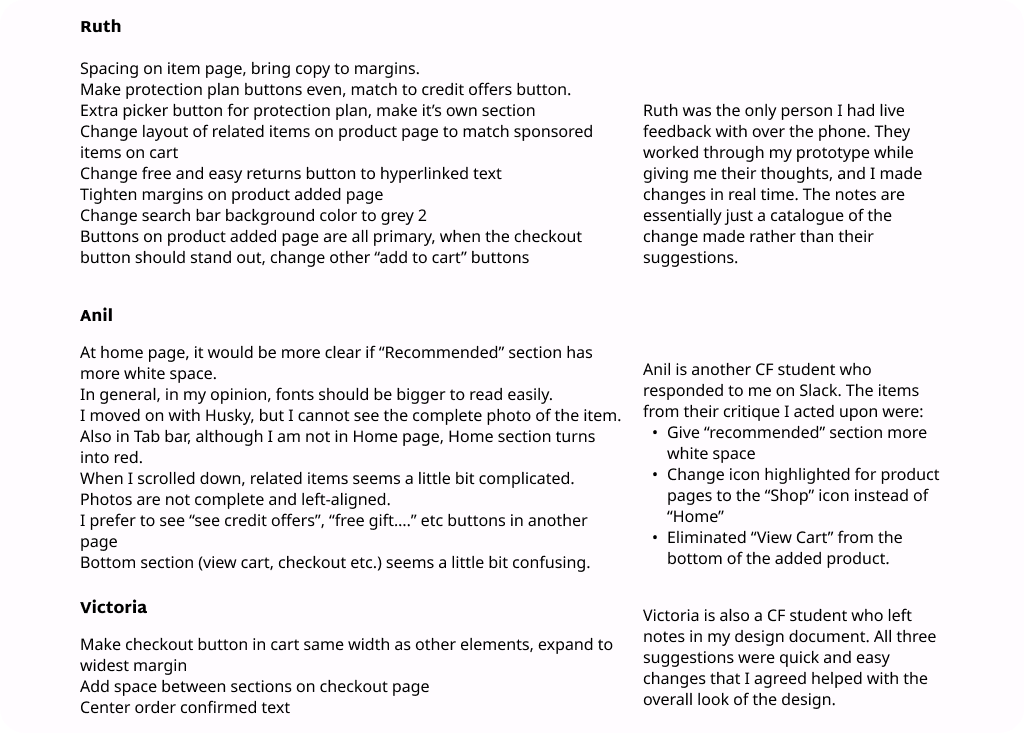 Ruth
Spacing on item page, bring copy to margins.
Make protection plan buttons even, match to credit offers button.
Extra picker button for protection plan, make it’s own section
Change layout of related items on product page to match sponsored
items on cart
Change free and easy returns button to hyperlinked text
Tighten margins on product added page
Change search bar background color to grey 2
Buttons on product added page are all primary, when the checkout
button should stand out, change other “add to cart” buttons
Ruth was the only person I had live
feedback with over the phone. They
worked through my prototype while
giving me their thoughts, and I made
changes in real time. The notes are
essentially just a catalogue of the
change made rather than their
suggestions.
Anil
At home page, it would be more clear if “Recommended” section has
more white space.
In general, in my opinion, fonts should be bigger to read easily.
I moved on with Husky, but I cannot see the complete photo of the item.
Also in Tab bar, although I am not in Home page, Home section turns
into red.
When I scrolled down, related items seems a little bit complicated.
Photos are not complete and left-aligned.
I prefer to see “see credit offers”, “free gift....” etc buttons in another
page
Bottom section (view cart, checkout etc.) seems a little bit confusing.
Anil is another CF student who
responded to me on Slack. The items
from their critique I acted upon were:
• Give “recommended” section more
white space
• Change icon highlighted for product
pages to the “Shop” icon instead of
“Home”
• Eliminated “View Cart” from the
bottom of the added product.
Victoria
Make checkout button in cart same width as other elements, expand to
widest margin
Add space between sections on checkout page
Center order confirmed text
Victoria is also a CF student who left
notes in my design document. All three
suggestions were quick and easy
changes that I agreed helped with the
overall look of the design.